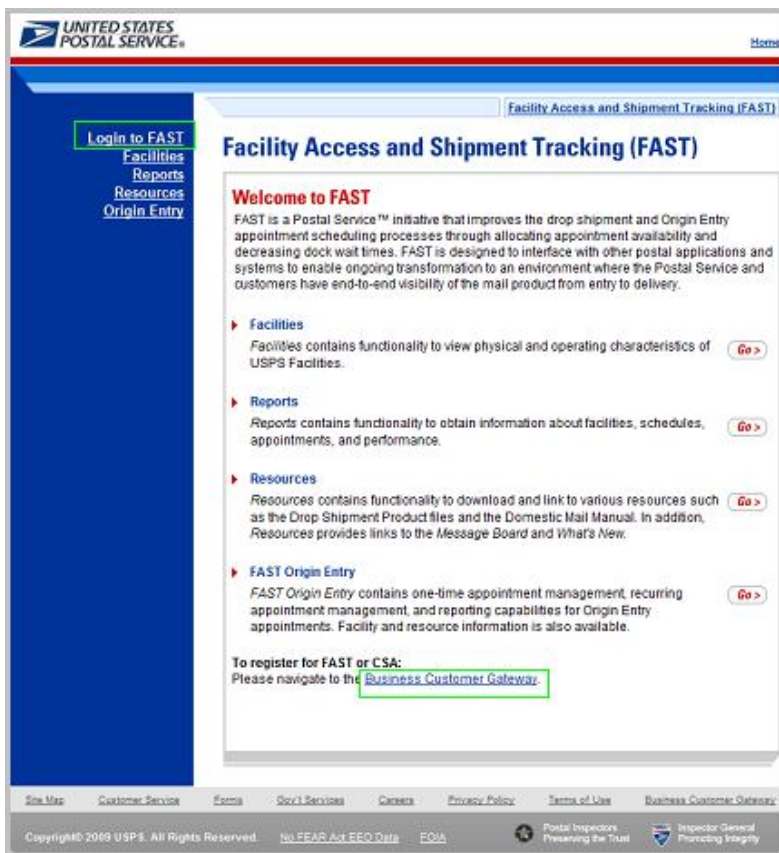 UNITED STATES
POSTAL SERVICE®
Home
Facility Access and Shipment Tracking (FAST)
Login to FAST
Facilities
Reports
Resources
Origin Entry
Facility Access and Shipment Tracking (FAST)
Welcome to FAST
FAST is a Postal Service™ initiative that improves the drop shipment and Origin Entry
appointment scheduling processes through allocating appointment availability and
decreasing dock wait times. FAST is designed to interface with other postal applications and
systems to enable ongoing transformation to an environment where the Postal Service and
customers have end-to-end visibility of the mail product from entry to delivery.
Facilities
Facilities contains functionality to view physical and operating characteristics of
USPS Facilities.
Go >
Reports
Reports contains functionality to obtain information about facilities, schedules,
appointments, and performance.
Go >
Resources
Resources contains functionality to download and link to various resources such
as the Drop Shipment Product files and the Domestic Mail Manual. In addition,
Resources provides links to the Message Board and What's New.
Go >
FAST Origin Entry
FAST Origin Entry contains one-time appointment management, recurring
appointment management, and reporting capabilities for Origin Entry
appointments. Facility and resource information is also available.
Go >
To register for FAST or CSA:
Please navigate to the Business Customer Gateway.
Site Map Customer Service Forms Gov't Services Careers Privacy Policy Terms of Use Business Customer Gateway
Copyright© 2009 USPS. All Rights Reserved. No FEAR Act EEO Data FOIA
Postal Inspectors
Preserving the Trust
Inspector General
Promoting Integrity